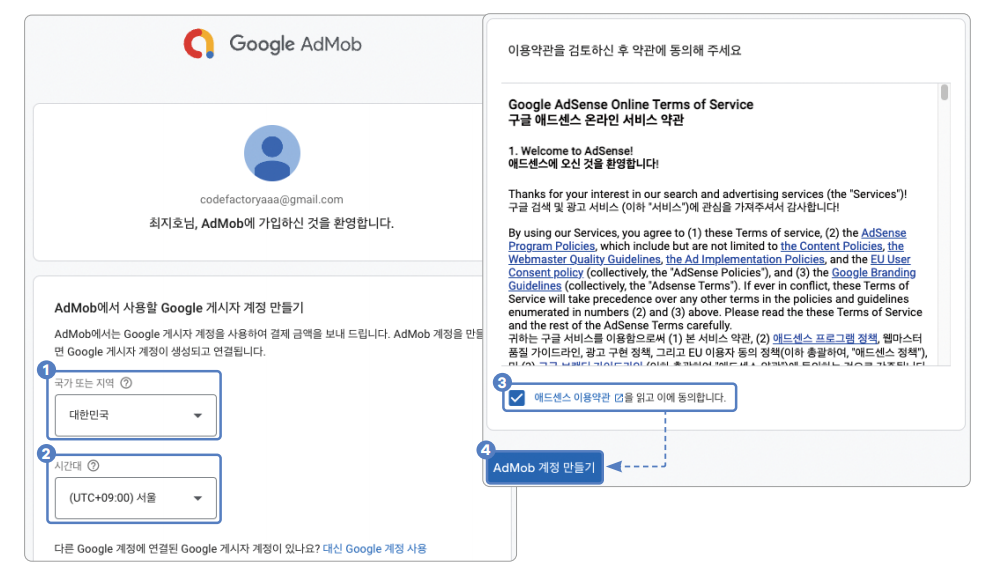 Google AdMob
codefactoryaaa@gmail.com
최지호님, AdMob에 가입하신 것을 환영합니다.
AdMob에서 사용할 Google 게시자 계정 만들기
AdMob에서는 Google 게시자 계정을 사용하여 결제 금액을 보내 드립니다. AdMob 계정을 만들
면 Google 게시자 계정이 생성되고 연결됩니다.
1
국가 또는 지역 ?
대한민국
2
시간대 ?
(UTC+09:00) 서울
다른 Google 계정에 연결된 Google 게시자 계정이 있나요? 대신 Google 계정 사용
이용약관을 검토하신 후 약관에 동의해 주세요
Google AdSense Online Terms of Service
구글 애드센스 온라인 서비스 약관
1. Welcome to AdSense!
애드센스에 오신 것을 환영합니다!
Thanks for your interest in our search and advertising services (the "Services")!
구글 검색 및 광고 서비스 (이하 "서비스")에 관심을 가져주셔서 감사합니다!
By using our Services, you agree to (1) these Terms of service, (2) the AdSense
Program Policies, which include but are not limited to the Content Policies, the
Webmaster Quality Guidelines, the Ad Implementation Policies, and the EU User
Consent policy (collectively, the "AdSense Policies"), and (3) the Google Branding
Guidelines (collectively, the "Adsense Terms"). If ever in conflict, these Terms of
Service will take precedence over any other terms in the policies and guidelines
enumerated in numbers (2) and (3) above. Please read the these Terms of Service
and the rest of the AdSense Terms carefully.
귀하는 구글 서비스를 이용함으로써 (1) 본 서비스 약관, (2) 애드센스 프로그램 정책, 웹마스터
품질 가이드라인, 광고 구현 정책, 그리고 EU 이용자 동의 정책(이하 총괄하여, "애드센스 정책"),
3
애드센스 이용약관 을 읽고 이에 동의합니다.
4
AdMob 계정 만들기